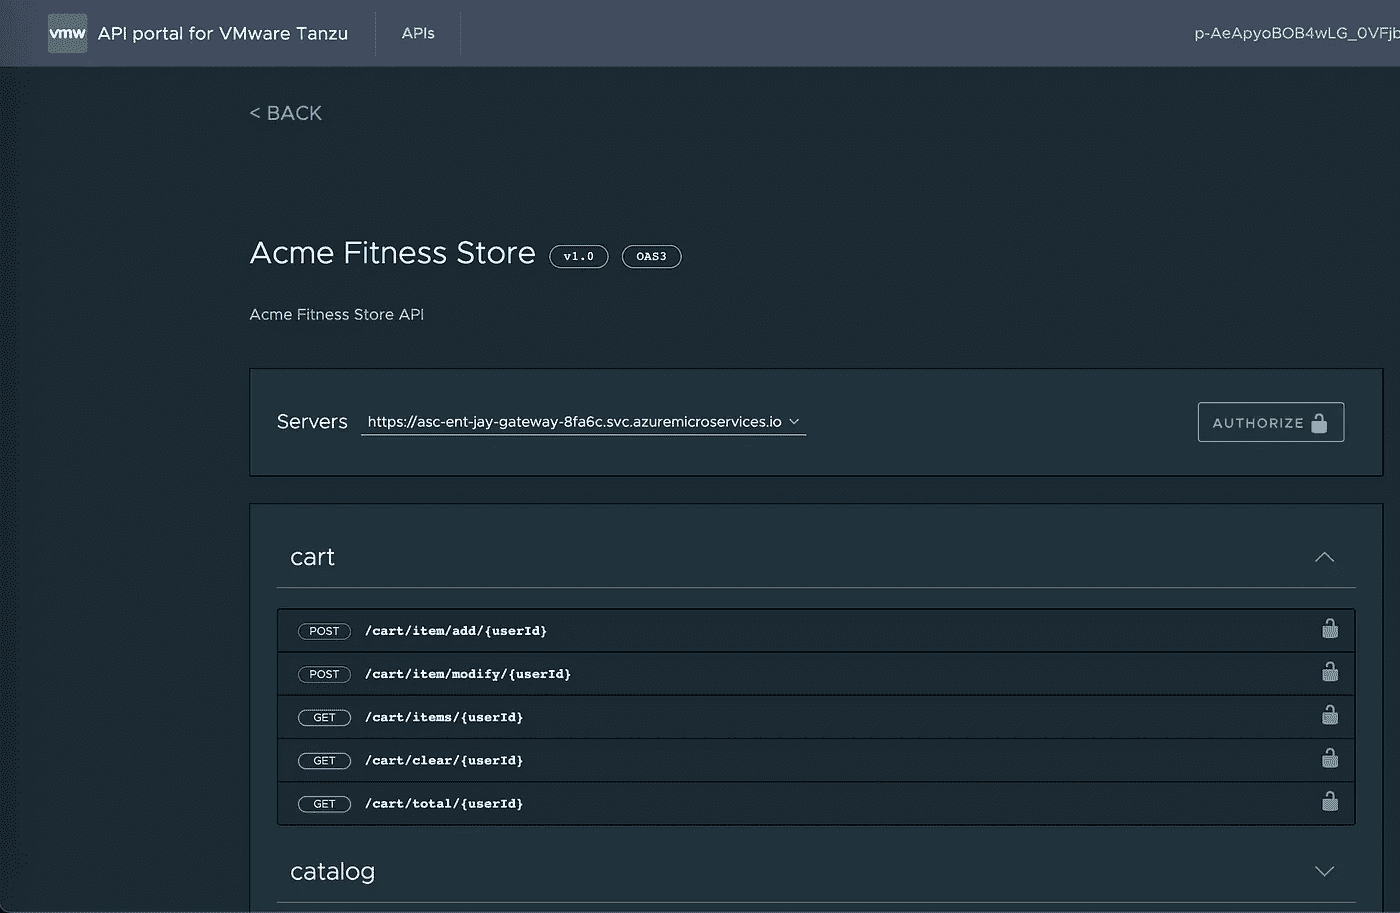 vmw API portal for VMware Tanzu APIs p-AeApyoBOB4wLG_0VFjb
< BACK
Acme Fitness Store v1.0 OAS3
Acme Fitness Store API
Servers https://asc-ent-jay-gateway-8fa6c.svc.azuremicroservices.io AUTHORIZE
cart
POST /cart/item/add/{userId}
POST /cart/item/modify/{userId}
GET /cart/items/{userId}
GET /cart/clear/{userId}
GET /cart/total/{userId}
catalog